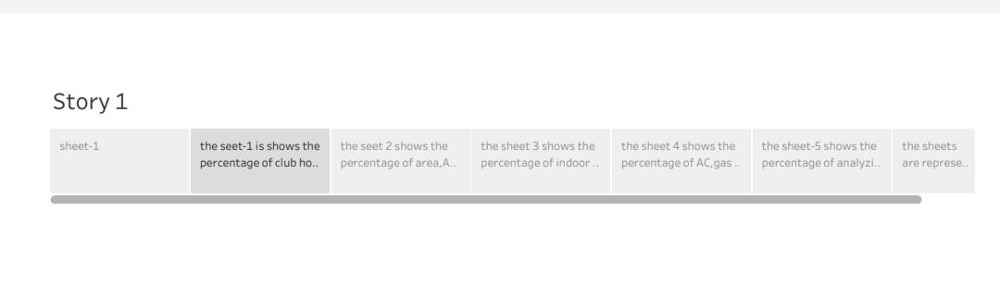 Story 1
sheet-1
the seet-1 is shows the
percentage of club ho..
the seet 2 shows the
percentage of area,A..
the sheet 3 shows the
percentage of indoor ..
the sheet 4 shows the
percentage of AC,gas ..
the sheet-5 shows the
percentage of analyzi..
the sheets
are represe..